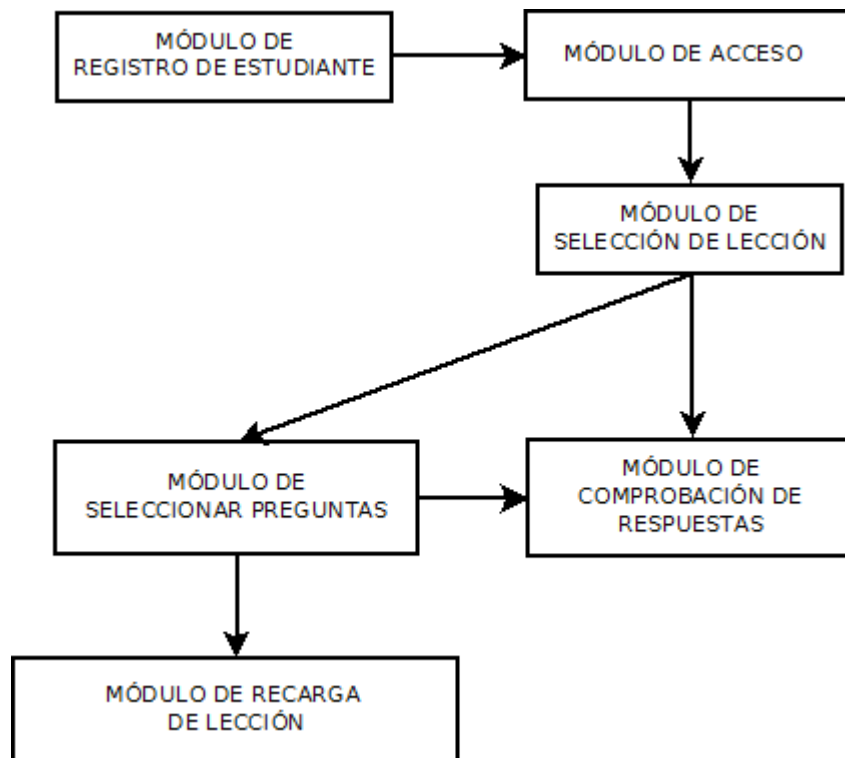 MÓDULO DE
REGISTRO DE ESTUDIANTE
MÓDULO DE ACCESO
MÓDULO DE
SELECCIÓN DE LECCIÓN
MÓDULO DE
SELECCIONAR PREGUNTAS
MÓDULO DE
COMPROBACIÓN DE
RESPUESTAS
MÓDULO DE RECARGA
DE LECCIÓN